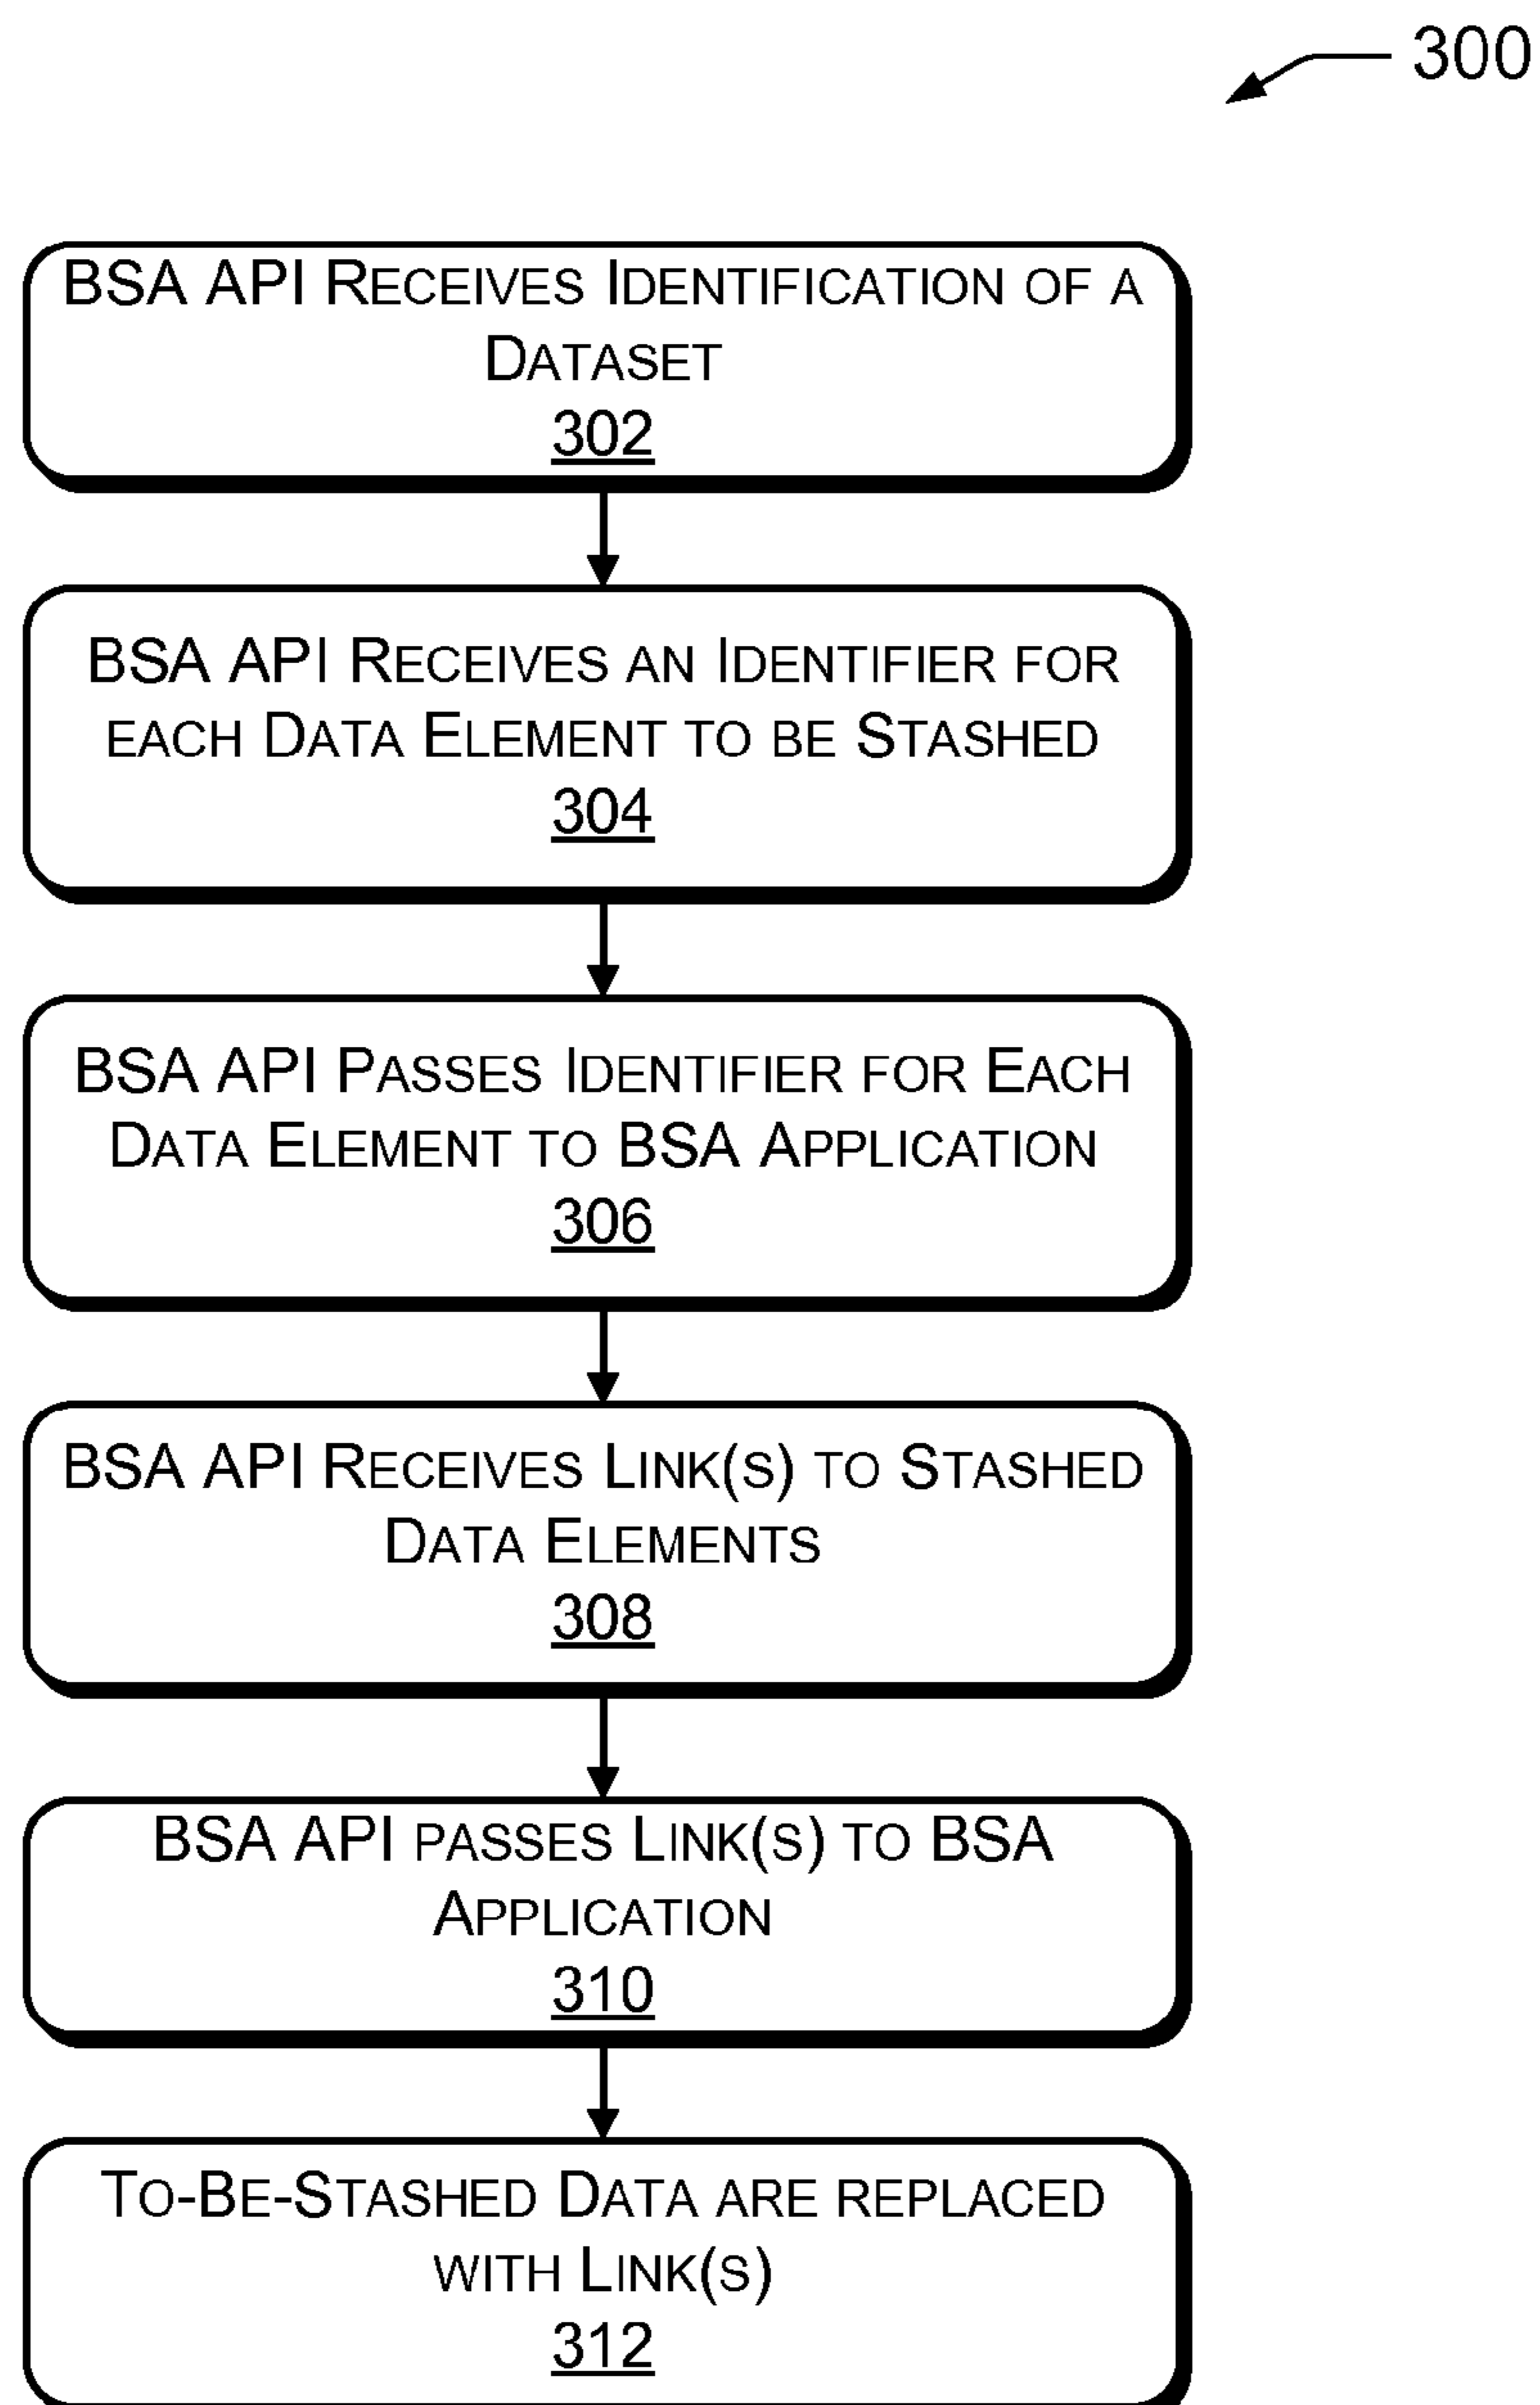 300
BSA API Receives Identification of a
Dataset
302
BSA API Receives an Identifier for
each Data Element to be Stashed
304
BSA API Passes Identifier for Each
Data Element to BSA Application
306
BSA API Receives Link(s) to Stashed
Data Elements
308
BSA API passes Link(s) to BSA
Application
310
To-Be-Stashed Data are replaced
with Link(s)
312